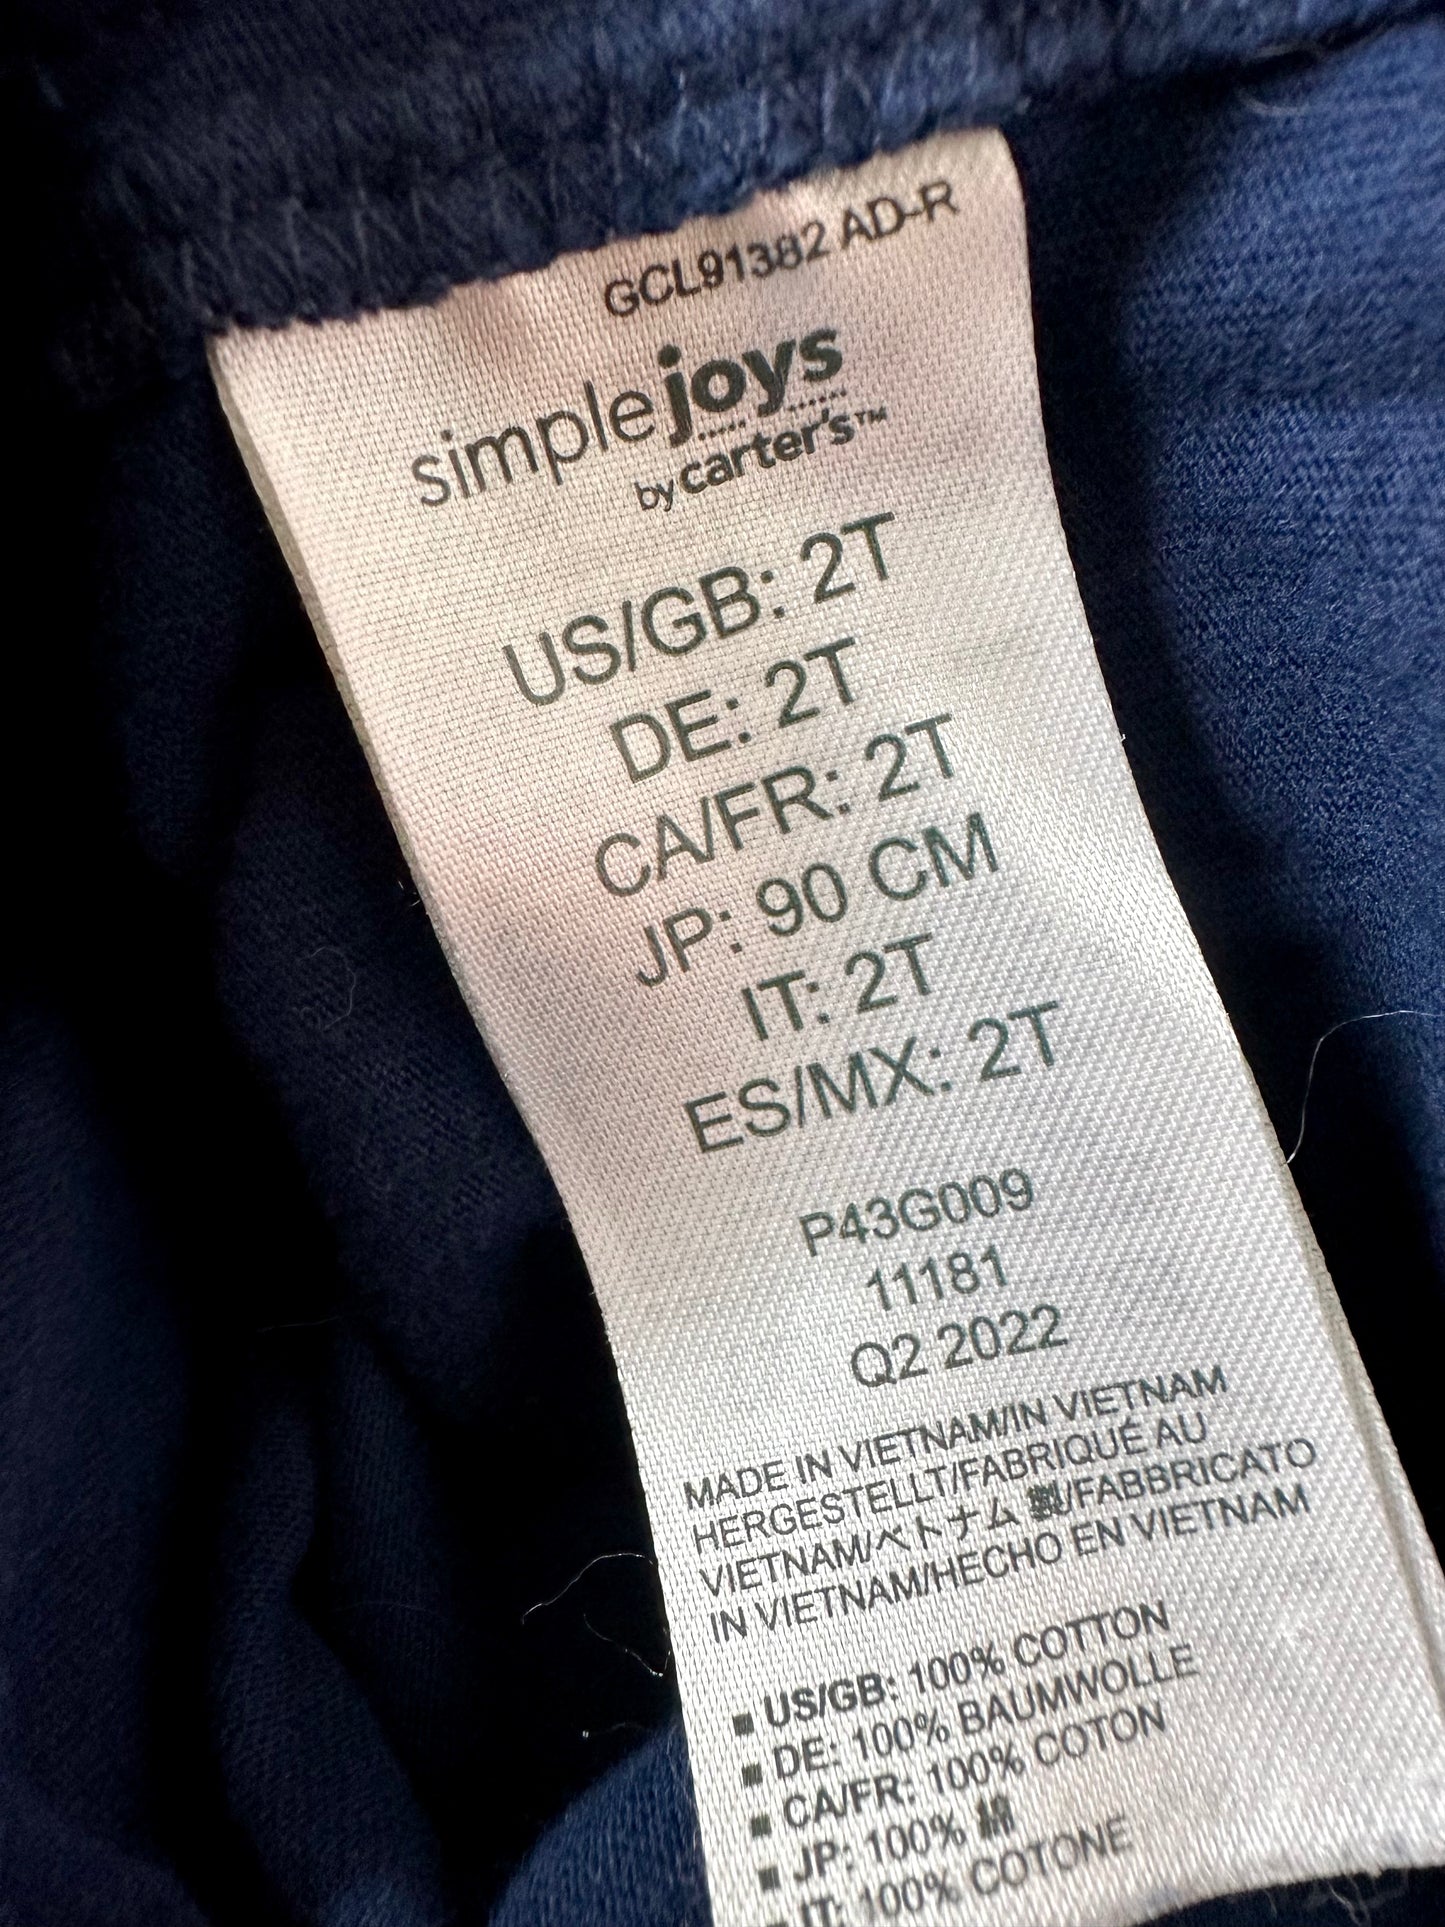 GCL91382 AD-R
simple joys
by carter's™
US/GB: 2T
DE: 2T
CA/FR: 2T
JP: 90 CM
IT: 2T
ES/MX: 2T
P43G009
11181
Q2 2022
MADE IN VIETNAM/IN VIETNAM
HERGESTELLT/FABRIQUÉ AU
VIETNAM/ベトナム 製/FABBRICATO
IN VIETNAM/HECHO EN VIETNAM
▪ US/GB: 100% COTTON
▪ DE: 100% BAUMWOLLE
▪ CA/FR: 100% COTON
▪ JP: 100% 綿
▪ IT: 100% COTONE